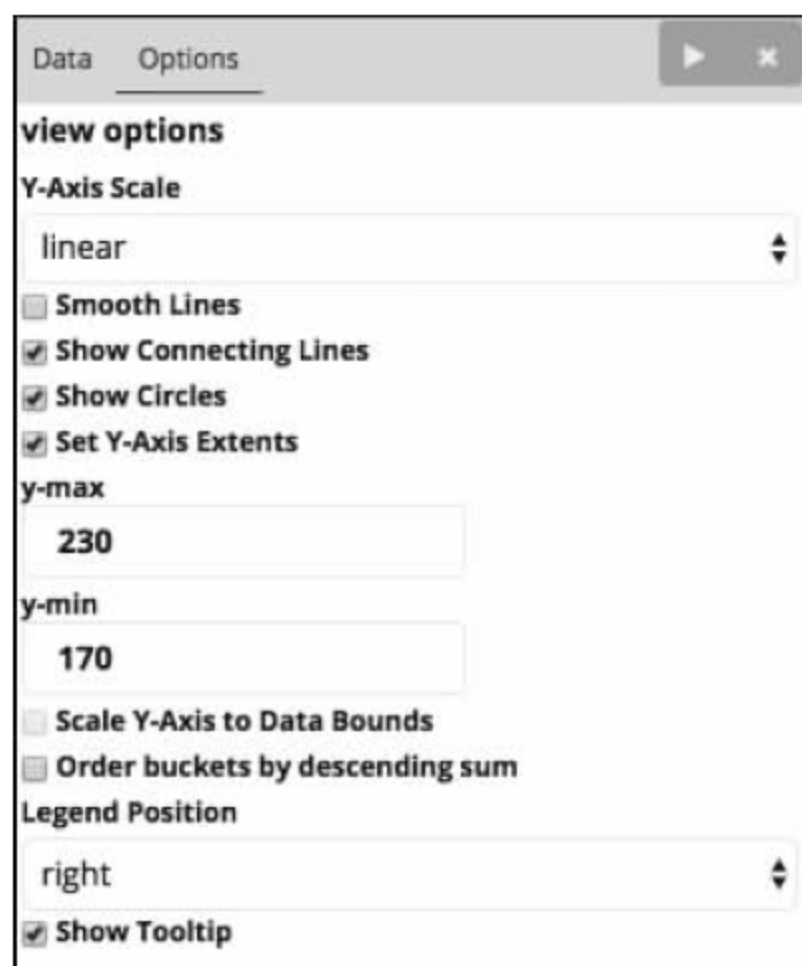 Data Options
view options
Y-Axis Scale
linear
Smooth Lines
Show Connecting Lines
Show Circles
Set Y-Axis Extents
y-max
230
y-min
170
Scale Y-Axis to Data Bounds
Order buckets by descending sum
Legend Position
right
Show Tooltip